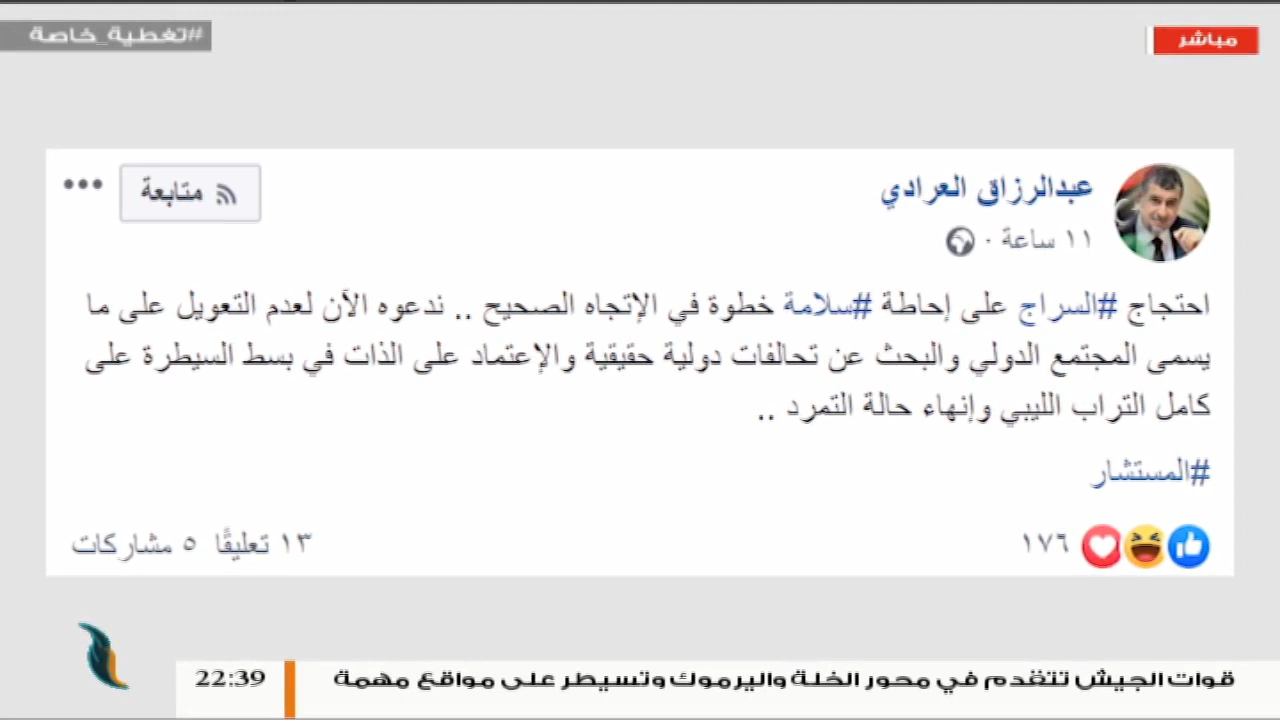 #تغطية_خاصة
مباشر
عبدالرزاق العرادي
متابعة
١١ ساعة ·
احتجاج #السراج على إحاطة #سلامة خطوة في الإتجاه الصحيح .. ندعوه الآن لعدم التعويل على ما
يسمى المجتمع الدولي والبحث عن تحالفات دولية حقيقية والإعتماد على الذات في بسط السيطرة على
كامل التراب الليبي وإنهاء حالة التمرد ..
#المستشار
١٧٦
١٣ تعليقًا ٥ مشاركات
قوات الجيش تتقدم في محور الخلة واليرموك وتسيطر على مواقع مهمة
22:39